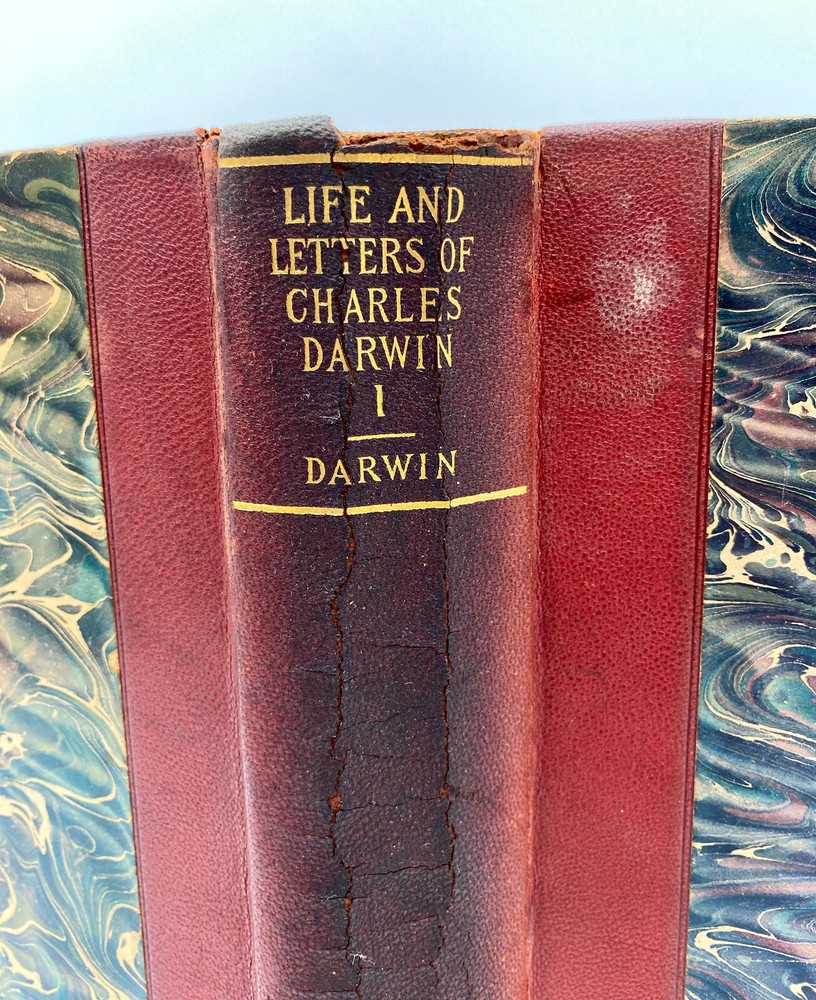 LIFE AND
LETTERS OF
CHARLES
DARWIN
I
DARWIN